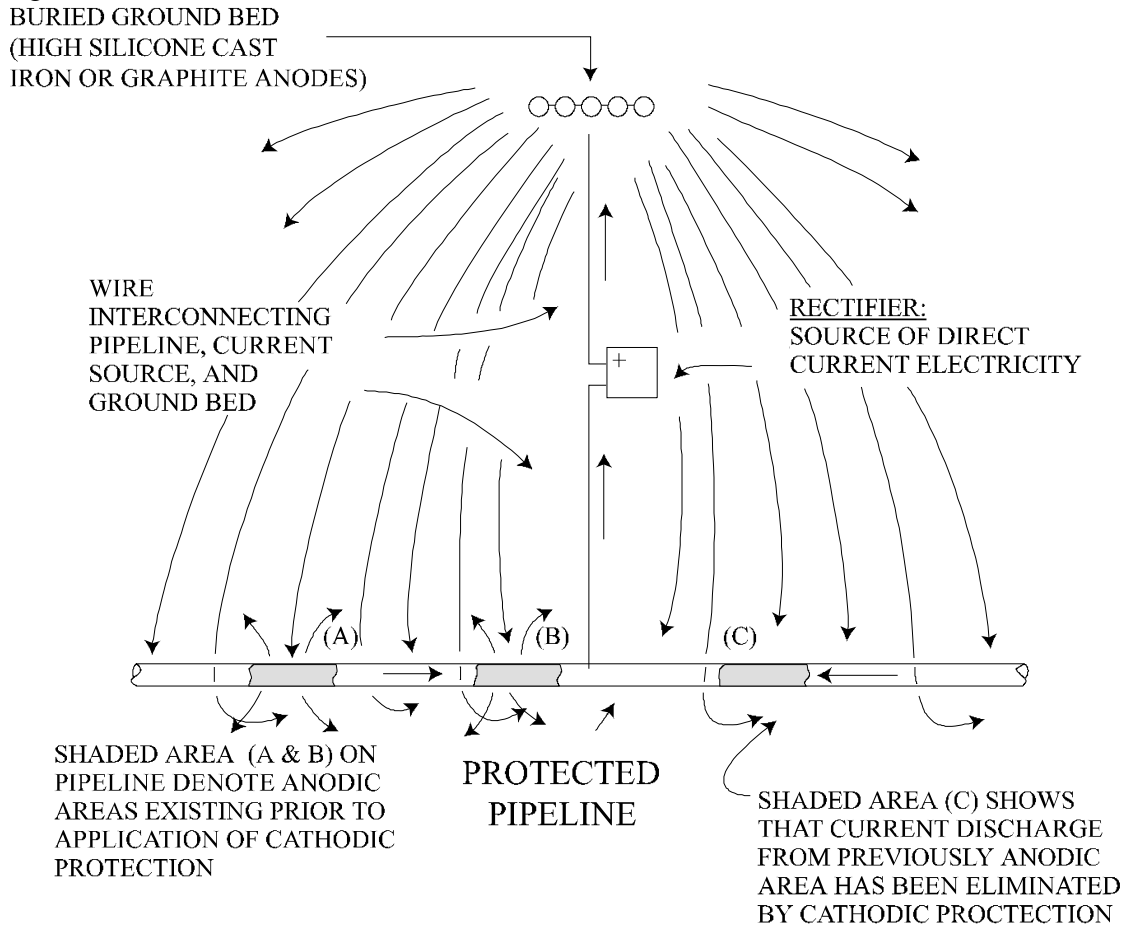 BURIED GROUND BED
(HIGH SILICONE CAST
IRON OR GRAPHITE ANODES)
WIRE
INTERCONNECTING
PIPELINE, CURRENT
SOURCE, AND
GROUND BED
RECTIFIER:
SOURCE OF DIRECT
CURRENT ELECTRICITY
+
(A)
(B)
(C)
SHADED AREA (A & B) ON
PIPELINE DENOTE ANODIC
AREAS EXISTING PRIOR TO
APPLICATION OF CATHODIC
PROTECTION
PROTECTED
PIPELINE
SHADED AREA (C) SHOWS
THAT CURRENT DISCHARGE
FROM PREVIOUSLY ANODIC
AREA HAS BEEN ELIMINATED
BY CATHODIC PROCTECTION